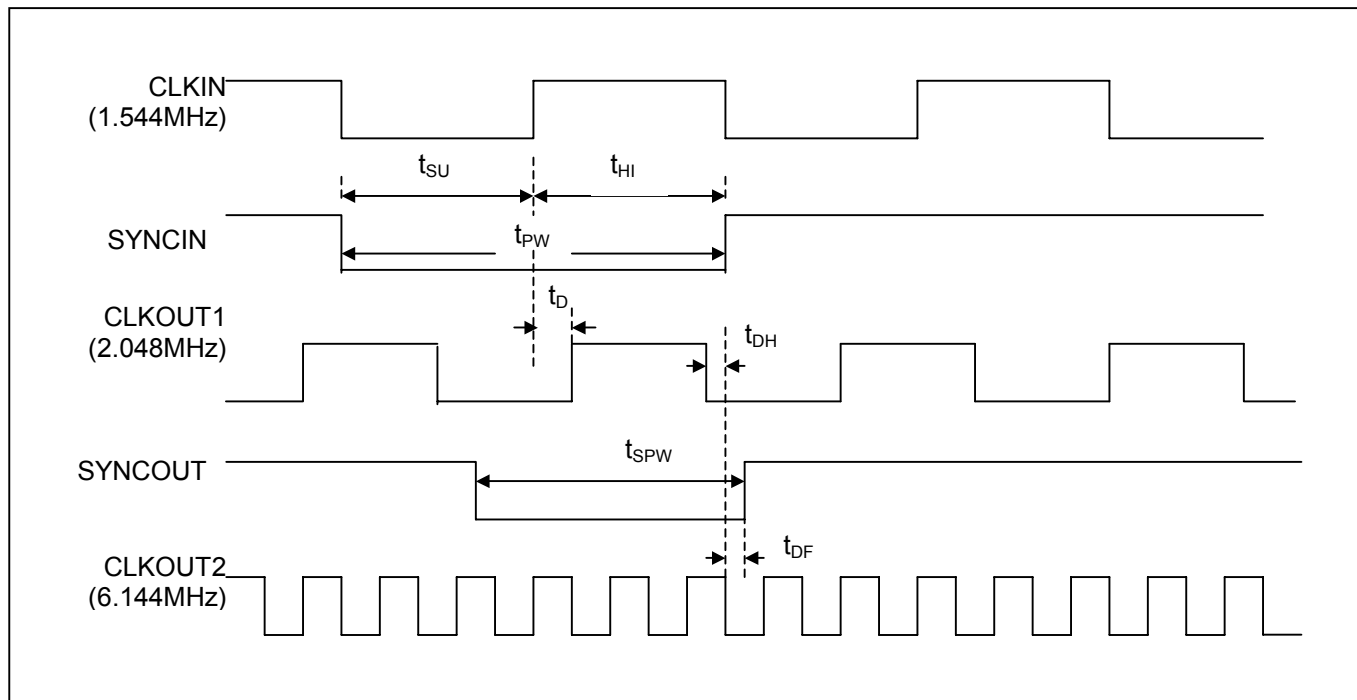 CLKIN
(1.544MHz)
tSU
tHI
SYNCIN
tPW
tD
CLKOUT1
(2.048MHz)
tDH
SYNCOUT
tSPW
tDF
CLKOUT2
(6.144MHz)